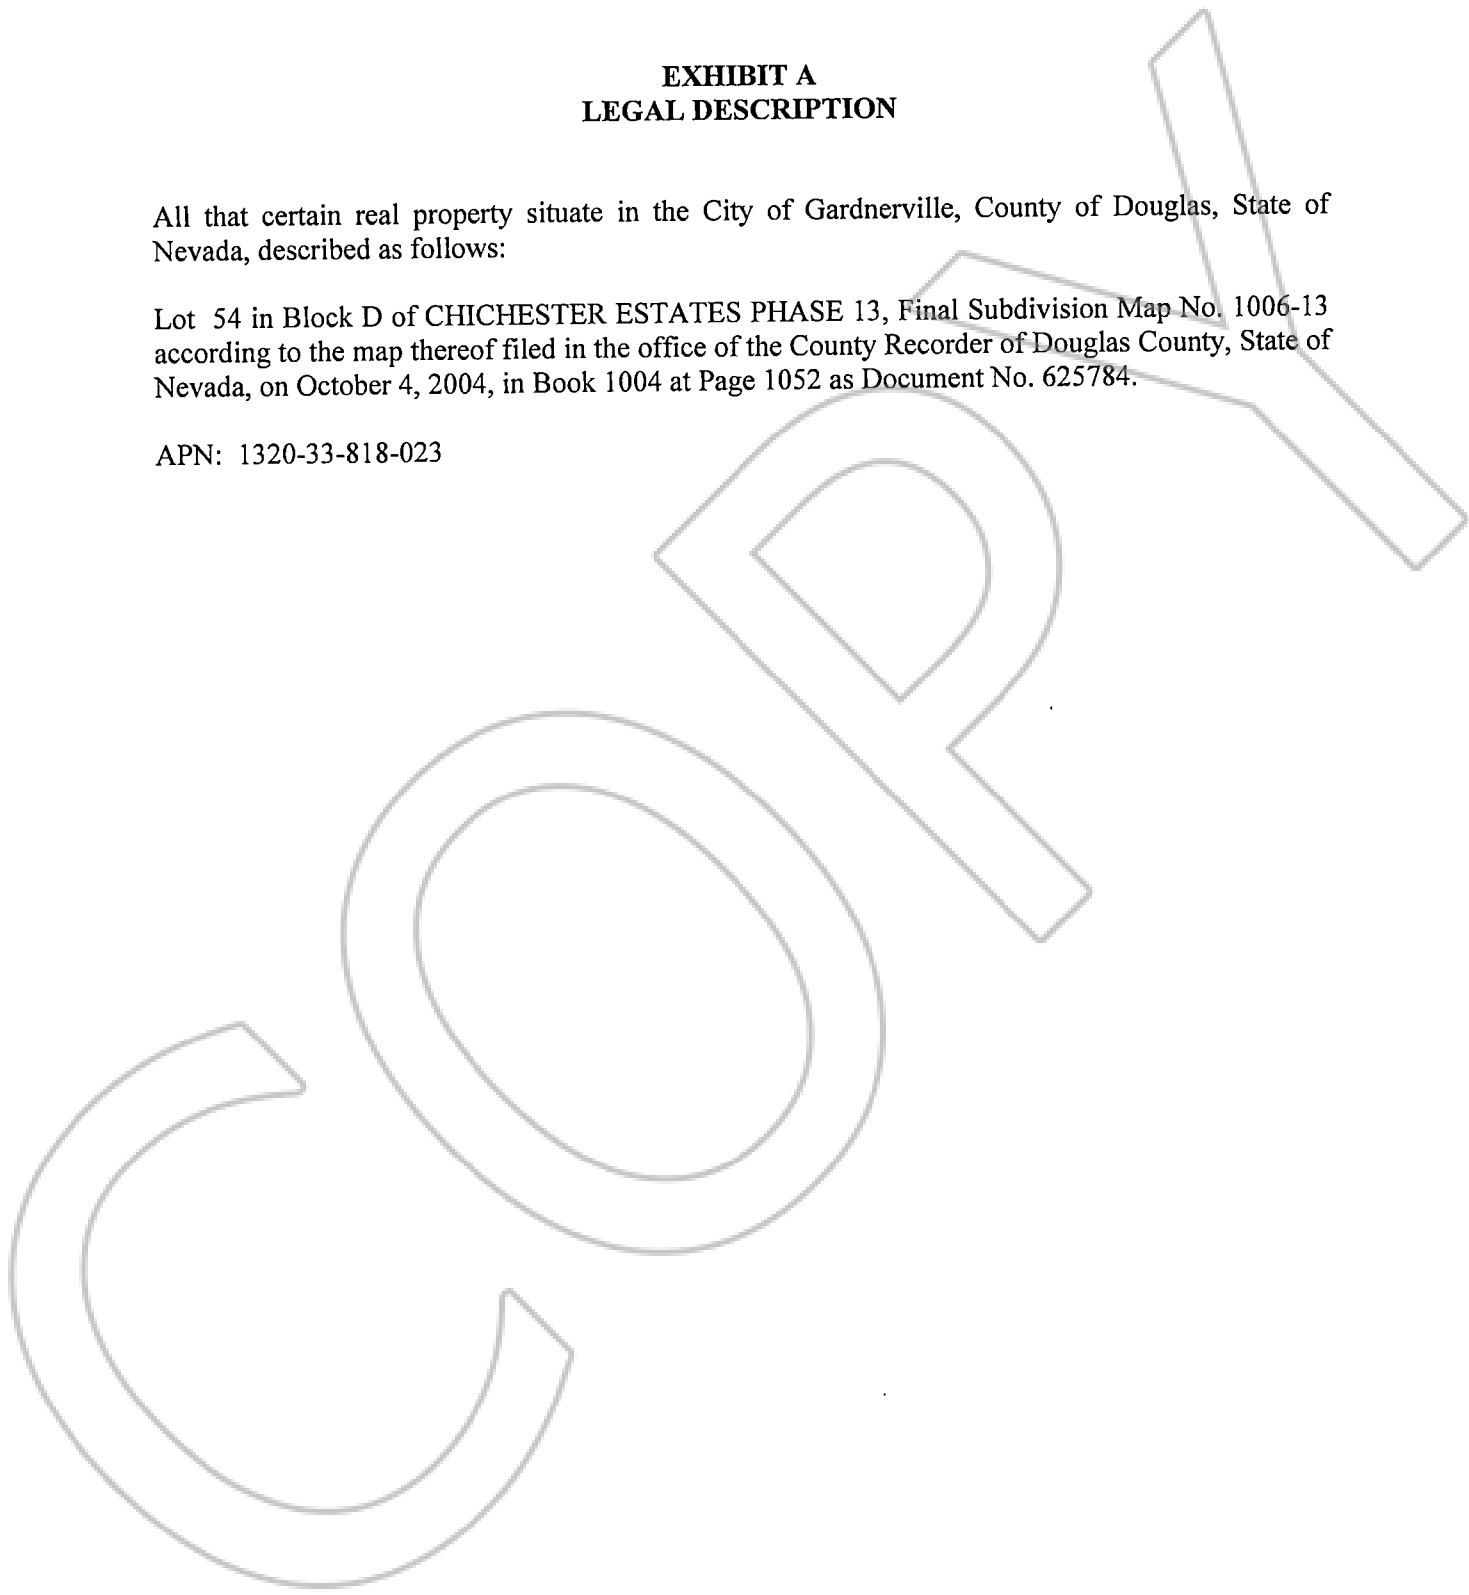 EXHIBIT A
LEGAL DESCRIPTION
All that certain real property situate in the City of Gardnerville, County of Douglas, State of
Nevada, described as follows:
Lot 54 in Block D of CHICHESTER ESTATES PHASE 13, Final Subdivision Map No. 1006-13
according to the map thereof filed in the office of the County Recorder of Douglas County, State of
Nevada, on October 4, 2004, in Book 1004 at Page 1052 as Document No. 625784.
APN: 1320-33-818-023
COPY